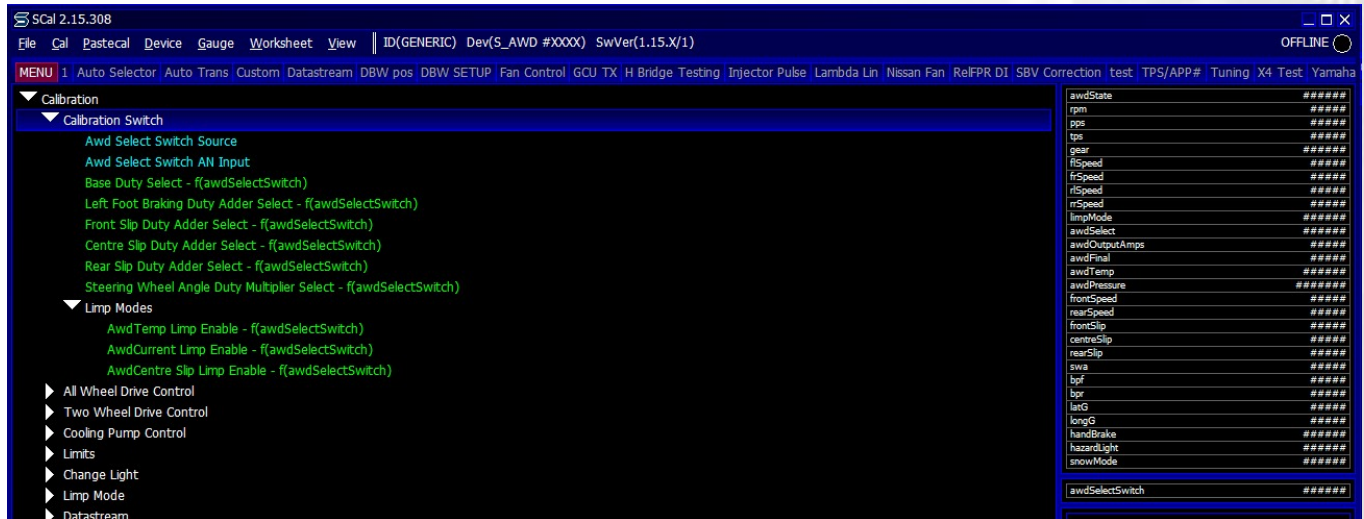 SCal 2.15.308
File Cal Pastecal Device Gauge Worksheet View ID(GENERIC) Dev(S_AWD #XXXX) SwVer(1.15.X/1) OFFLINE
MENU 1 Auto Selector Auto Trans Custom Datastream DBW pos DBW SETUP Fan Control GCU TX H Bridge Testing Injector Pulse Lambda Lin Nissan Fan RelFPR DI SBV Correction test TPS/APP# Tuning X4 Test Yamaha
Calibration
Calibration Switch
Awd Select Switch Source
Awd Select Switch AN Input
Base Duty Select - f(awdSelectSwitch)
Left Foot Braking Duty Adder Select - f(awdSelectSwitch)
Front Slip Duty Adder Select - f(awdSelectSwitch)
Centre Slip Duty Adder Select - f(awdSelectSwitch)
Rear Slip Duty Adder Select - f(awdSelectSwitch)
Steering Wheel Angle Duty Multiplier Select - f(awdSelectSwitch)
Limp Modes
AwdTemp Limp Enable - f(awdSelectSwitch)
AwdCurrent Limp Enable - f(awdSelectSwitch)
AwdCentre Slip Limp Enable - f(awdSelectSwitch)
All Wheel Drive Control
Two Wheel Drive Control
Cooling Pump Control
Limits
Change Light
Limp Mode
Datastream
awdState ######
rpm #####
pps #####
tps #####
gear ######
flSpeed #####
frSpeed #####
rlSpeed #####
rrSpeed #####
limpMode ######
awdSelect ######
awdOutputAmps #####
awdFinal #####
awdTemp ######
awdPressure #######
frontSpeed #####
rearSpeed #####
frontSlip #####
centreSlip #####
rearSlip #####
swa ######
bpf #####
bpr #####
latG #####
longG #####
handBrake ######
hazardLight ######
snowMode ######
awdSelectSwitch ######